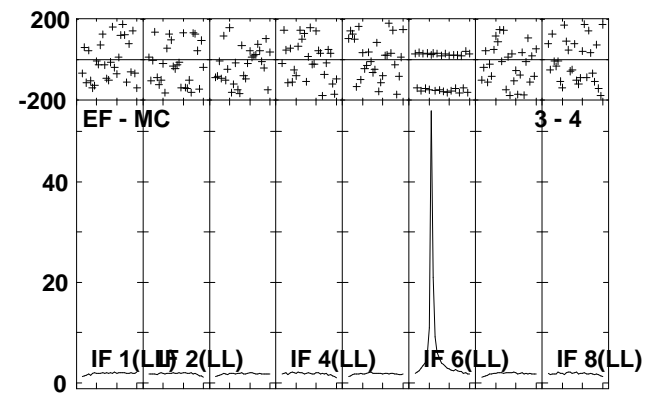 200
-200
EF - MC 3 - 4
40
20
IF 1(LL) IF 2(LL) IF 4(LL) IF 6(LL) IF 8(LL)
0